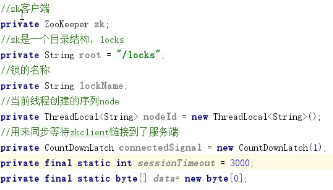 //zk客户端
private ZooKeeper zk;
//zk是一个目录结构，locks
private String root = "/locks";
//锁的名称
private String lockName;
//当前线程创建的序列node
private ThreadLocal<String> nodeId = new ThreadLocal<String>();
//用来同步等待zkclient链接到了服务端
private CountDownLatch connectedSignal = new CountDownLatch(1);
private final static int sessionTimeout = 3000;
private final static byte[] data= new byte[0];